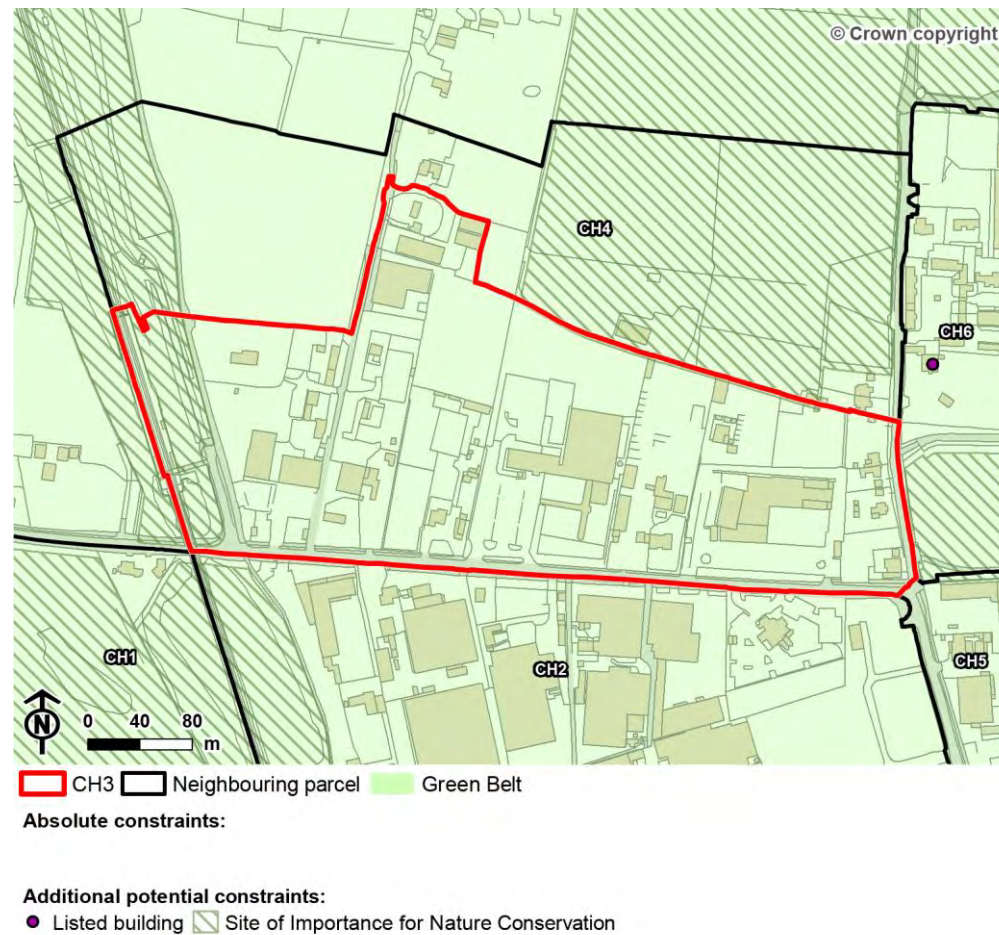 © Crown copyright
CH4
CH6
CH1
CH2
CH5
N
0 40 80
m
CH3 Neighbouring parcel Green Belt
Absolute constraints:
Additional potential constraints:
Listed building Site of Importance for Nature Conservation